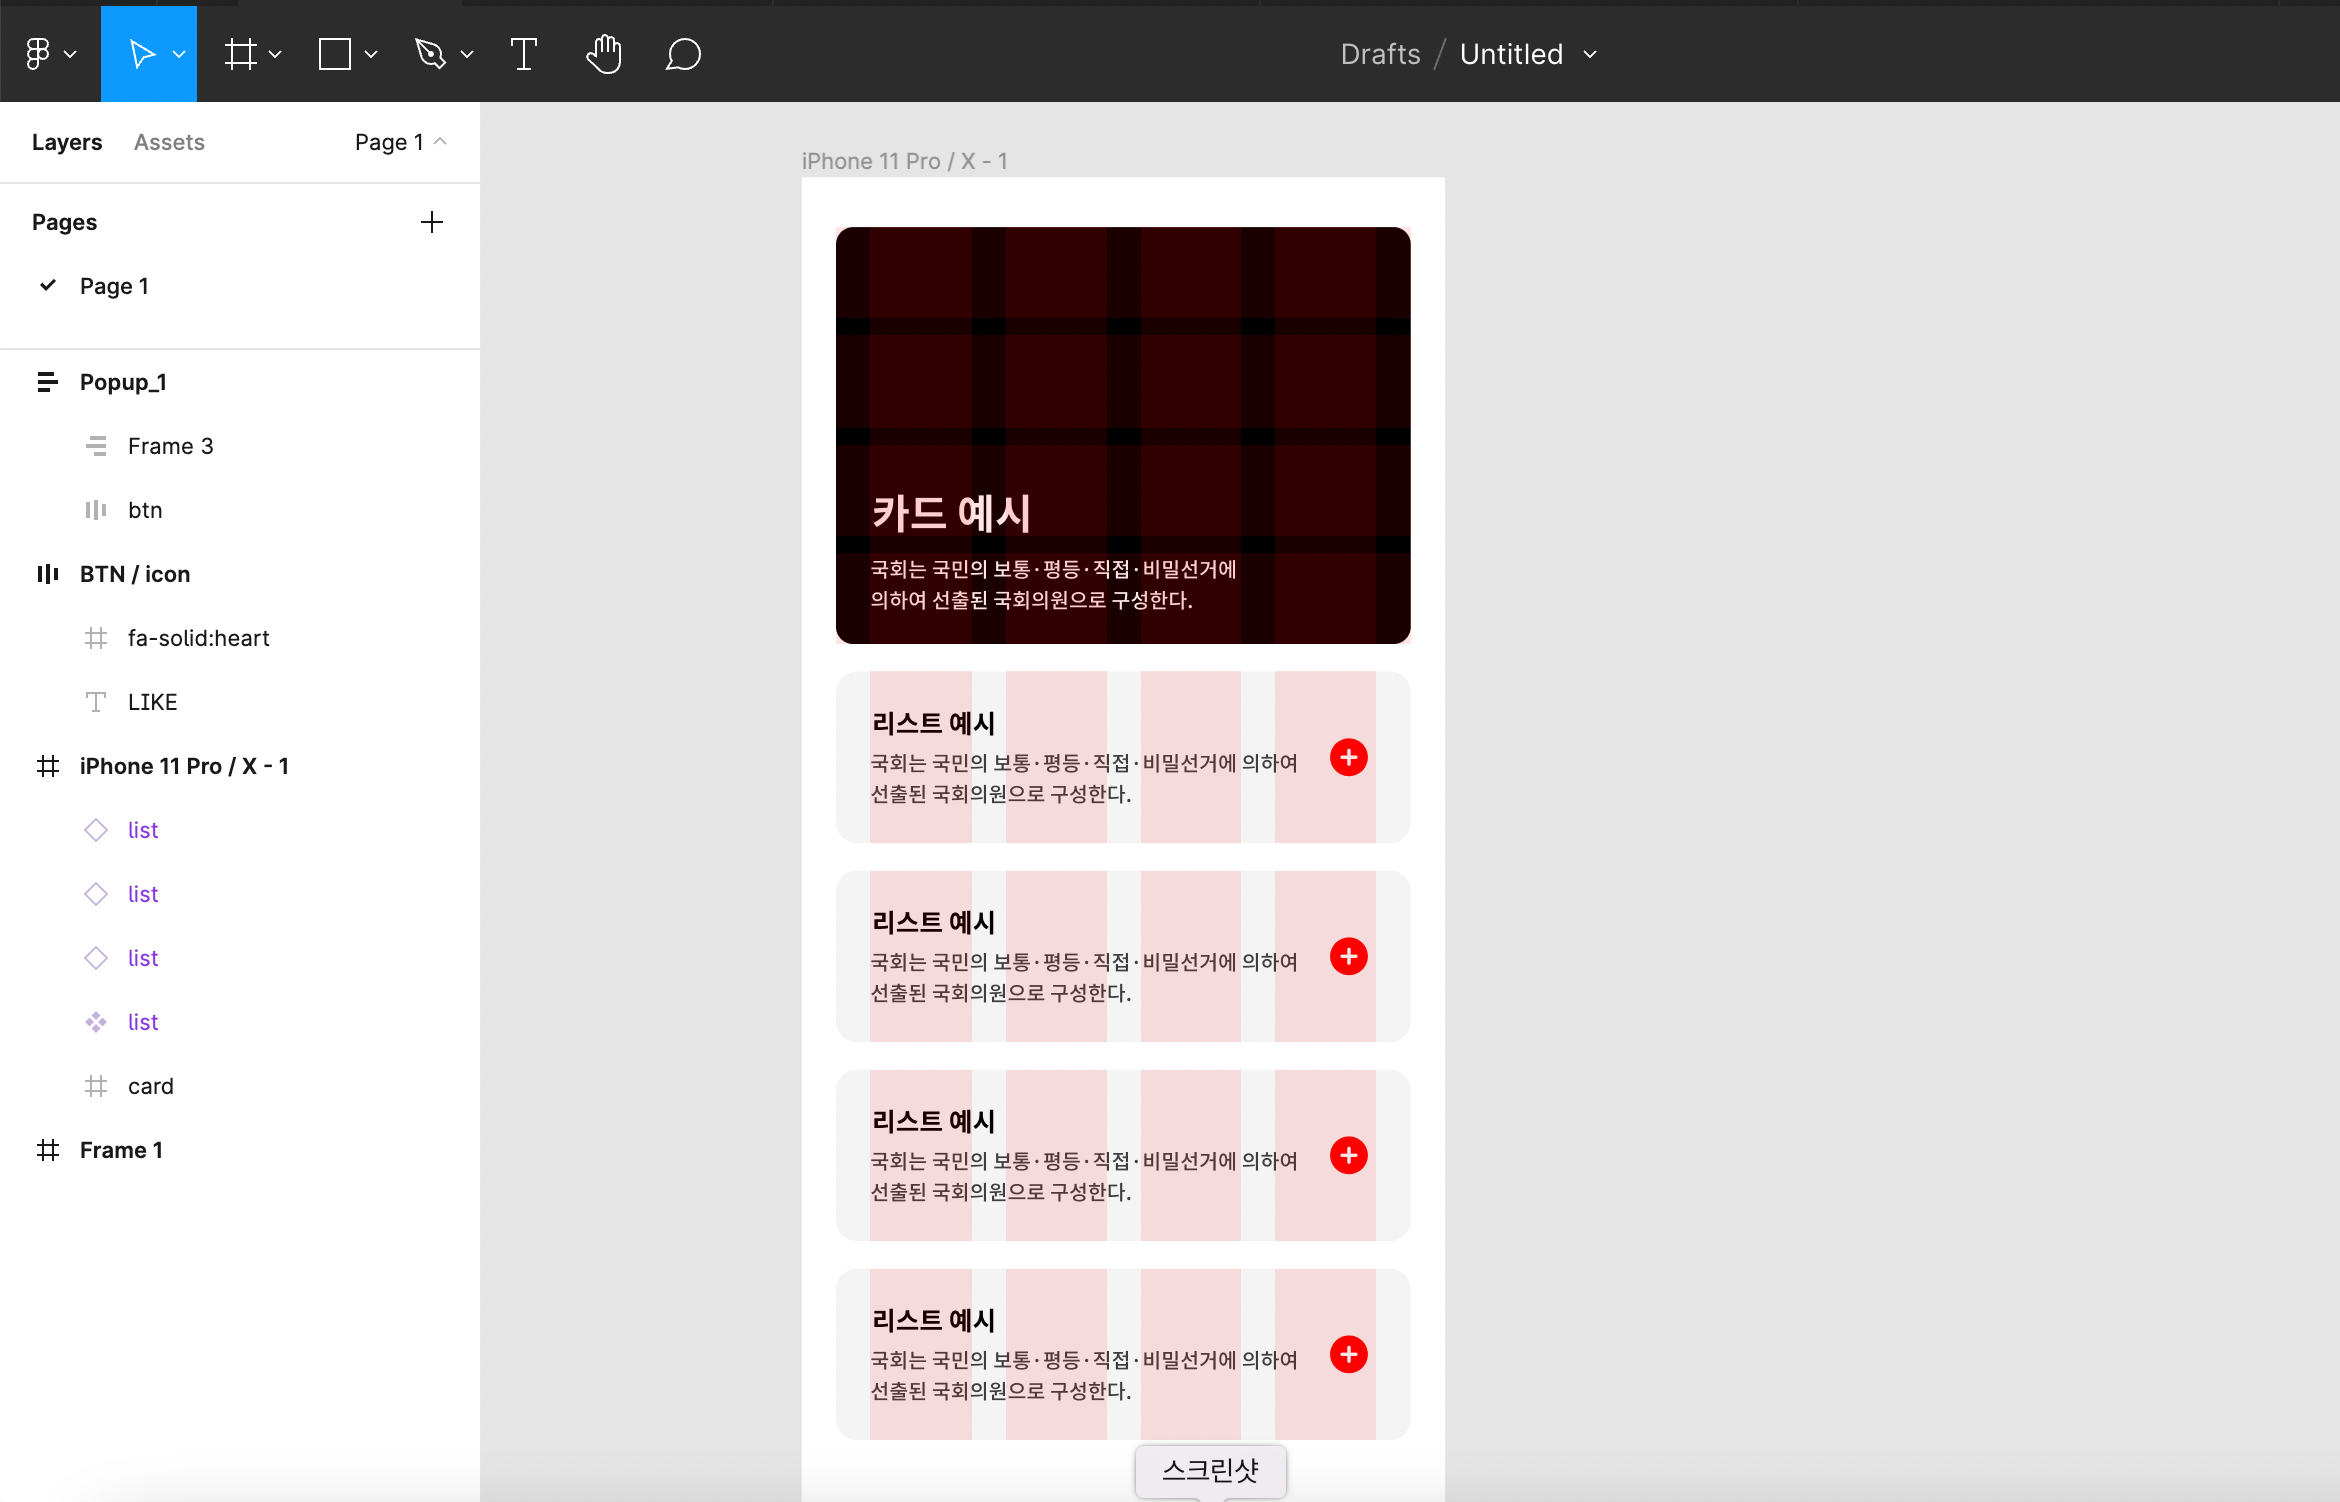 Drafts / Untitled
Layers
Assets
Page 1
Pages
Page 1
Popup_1
Frame 3
btn
BTN / icon
fa-solid:heart
LIKE
iPhone 11 Pro / X - 1
list
list
list
list
card
Frame 1
iPhone 11 Pro / X - 1
카드 예시
국회는 국민의 보통·평등·직접·비밀선거에
의하여 선출된 국회의원으로 구성한다.
리스트 예시
국회는 국민의 보통·평등·직접·비밀선거에 의하여
선출된 국회의원으로 구성한다.
리스트 예시
국회는 국민의 보통·평등·직접·비밀선거에 의하여
선출된 국회의원으로 구성한다.
리스트 예시
국회는 국민의 보통·평등·직접·비밀선거에 의하여
선출된 국회의원으로 구성한다.
리스트 예시
국회는 국민의 보통·평등·직접·비밀선거에 의하여
선출된 국회의원으로 구성한다.
스크린샷